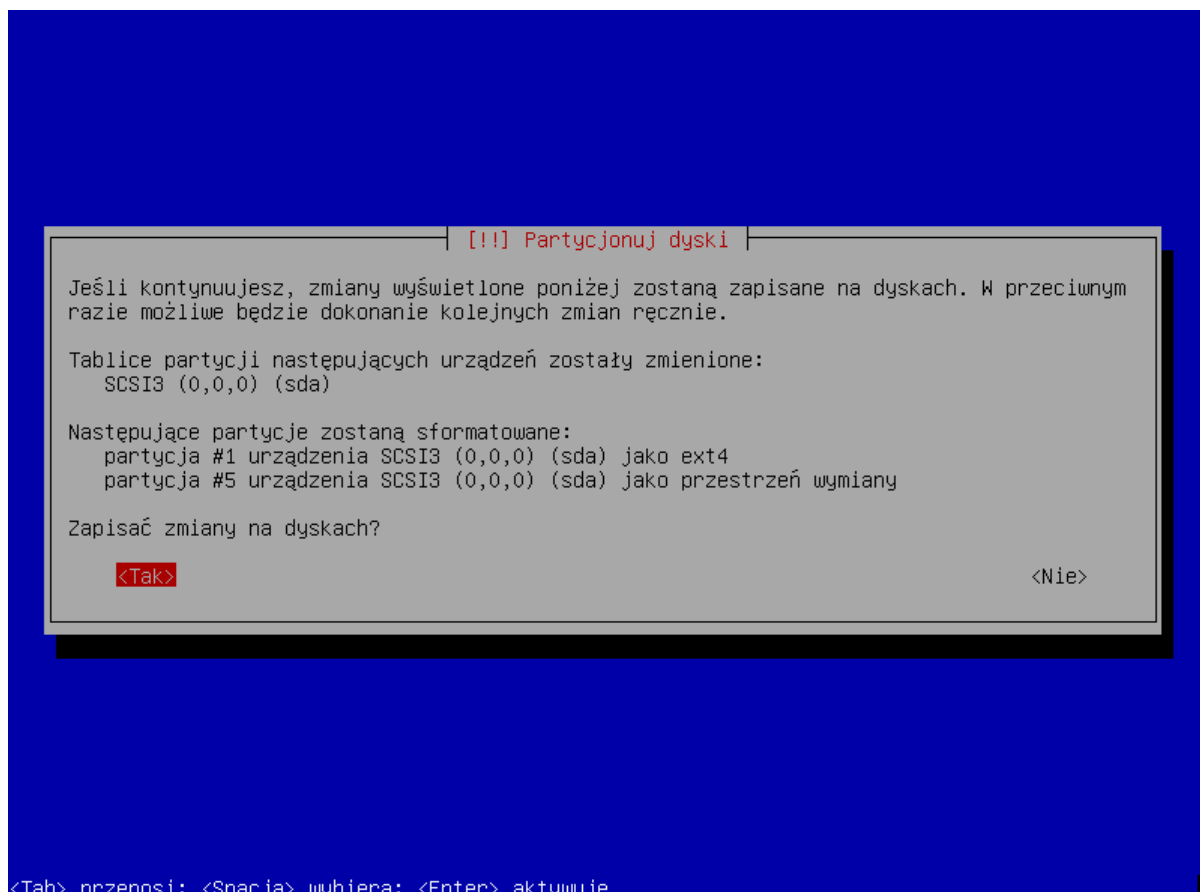 [!!] Partycjonuj dyski
Jeśli kontynuujesz, zmiany wyświetlone poniżej zostaną zapisane na dyskach. W przeciwnym
razie możliwe będzie dokonanie kolejnych zmian ręcznie.
Tablice partycji następujących urządzeń zostały zmienione:
SCSI3 (0,0,0) (sda)
Następujące partycje zostaną sformatowane:
partycja #1 urządzenia SCSI3 (0,0,0) (sda) jako ext4
partycja #5 urządzenia SCSI3 (0,0,0) (sda) jako przestrzeń wymiany
Zapisać zmiany na dyskach?
<Tak> <Nie>
<Tab> przenosi; <Spacja> wybiera; <Enter> aktywuje